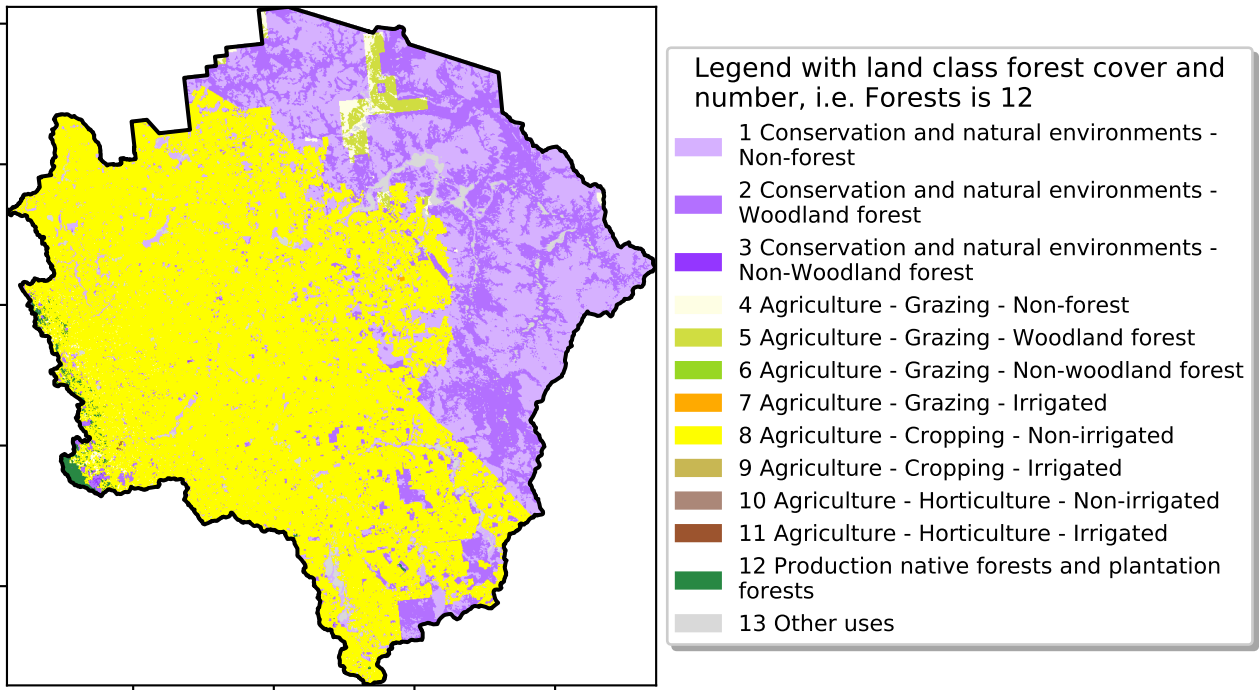 Legend with land class forest cover and
number, i.e. Forests is 12
1 Conservation and natural environments -
Non-forest
2 Conservation and natural environments -
Woodland forest
3 Conservation and natural environments -
Non-Woodland forest
4 Agriculture - Grazing - Non-forest
5 Agriculture - Grazing - Woodland forest
6 Agriculture - Grazing - Non-woodland forest
7 Agriculture - Grazing - Irrigated
8 Agriculture - Cropping - Non-irrigated
9 Agriculture - Cropping - Irrigated
10 Agriculture - Horticulture - Non-irrigated
11 Agriculture - Horticulture - Irrigated
12 Production native forests and plantation
forests
13 Other uses